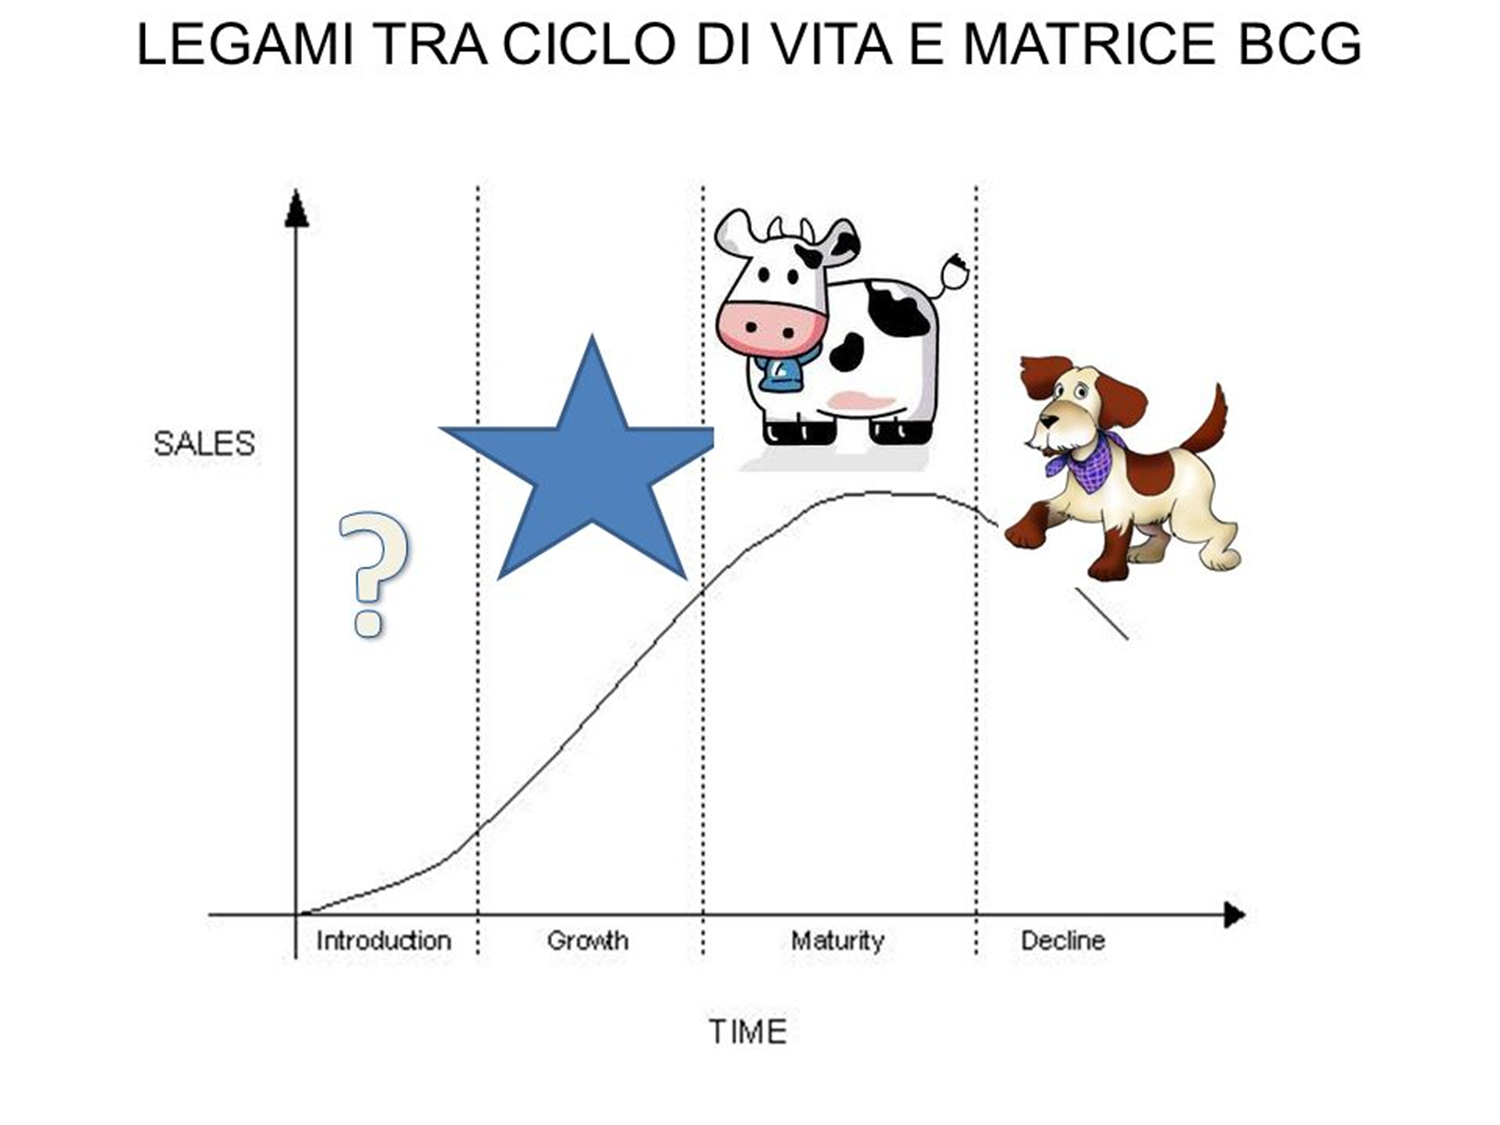 LEGAMI TRA CICLO DI VITA E MATRICE BCG
SALES
?
Introduction
Growth
Maturity
Decline
TIME